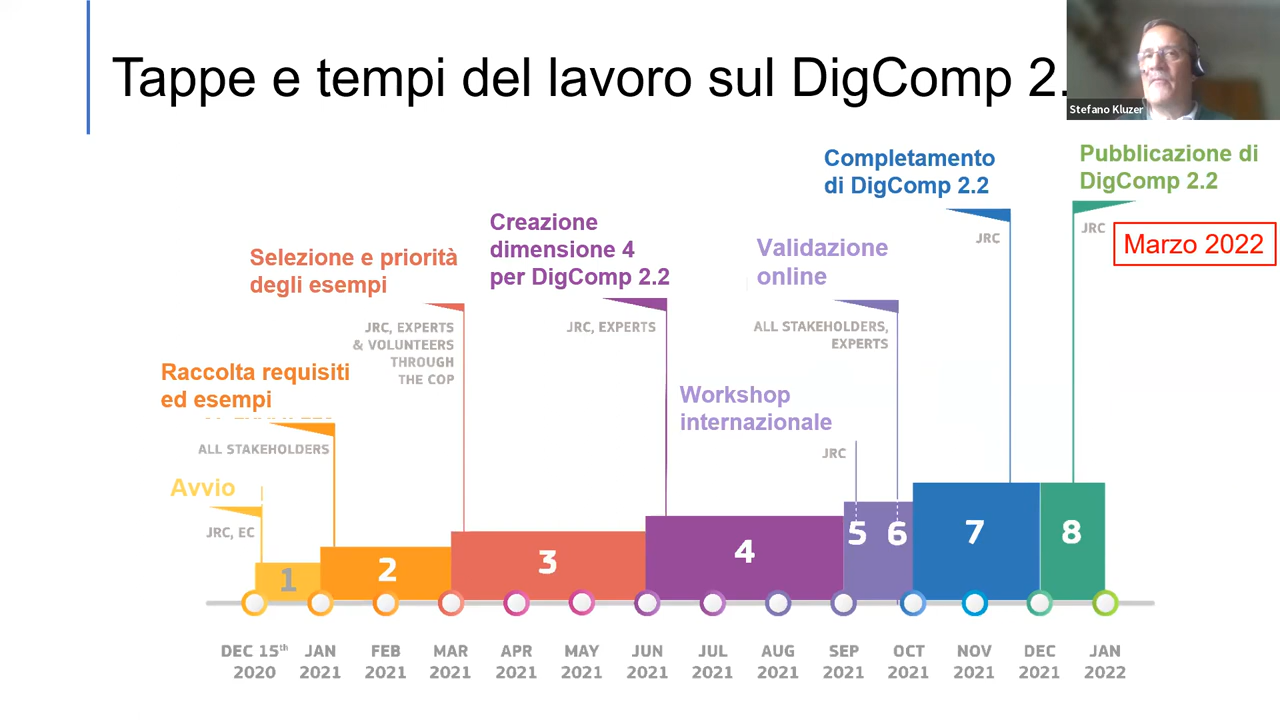 Tappe e tempi del lavoro sul DigComp 2.
Stefano Kluzer
Completamento
di DigComp 2.2
JRC
Pubblicazione di
DigComp 2.2
JRC
Marzo 2022
Creazione
dimensione 4
per DigComp 2.2
JRC, EXPERTS
Validazione
online
ALL STAKEHOLDERS,
EXPERTS
Selezione e priorità
degli esempi
JRC, EXPERTS
& VOLUNTEERS
THROUGH
THE COP
Raccolta requisiti
ed esempi
ALL STAKEHOLDERS
Workshop
internazionale
JRC
Avvio
JRC, EC
1 2 3 4 5 6 7 8
DEC 15th JAN FEB MAR APR MAY JUN JUL AUG SEP OCT NOV DEC JAN
2020 2021 2021 2021 2021 2021 2021 2021 2021 2021 2021 2021 2021 2022